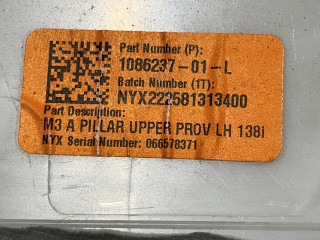 Part Number (P):
1086237-01-L
Batch Number (1T):
NYX222581313400
Part Description:
M3 A PILLAR UPPER PROV LH 138i
NYX Serial Number: 066578371